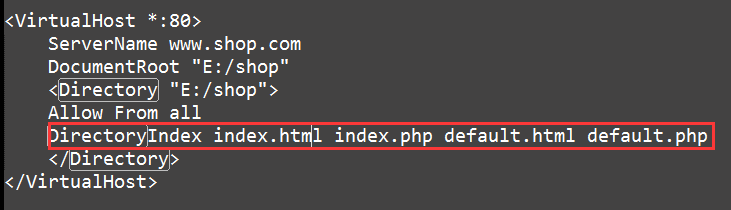 <VirtualHost *:80>
ServerName www.shop.com
DocumentRoot "E:/shop"
<Directory "E:/shop">
Allow From all
DirectoryIndex index.html index.php default.html default.php
</Directory>
</VirtualHost>